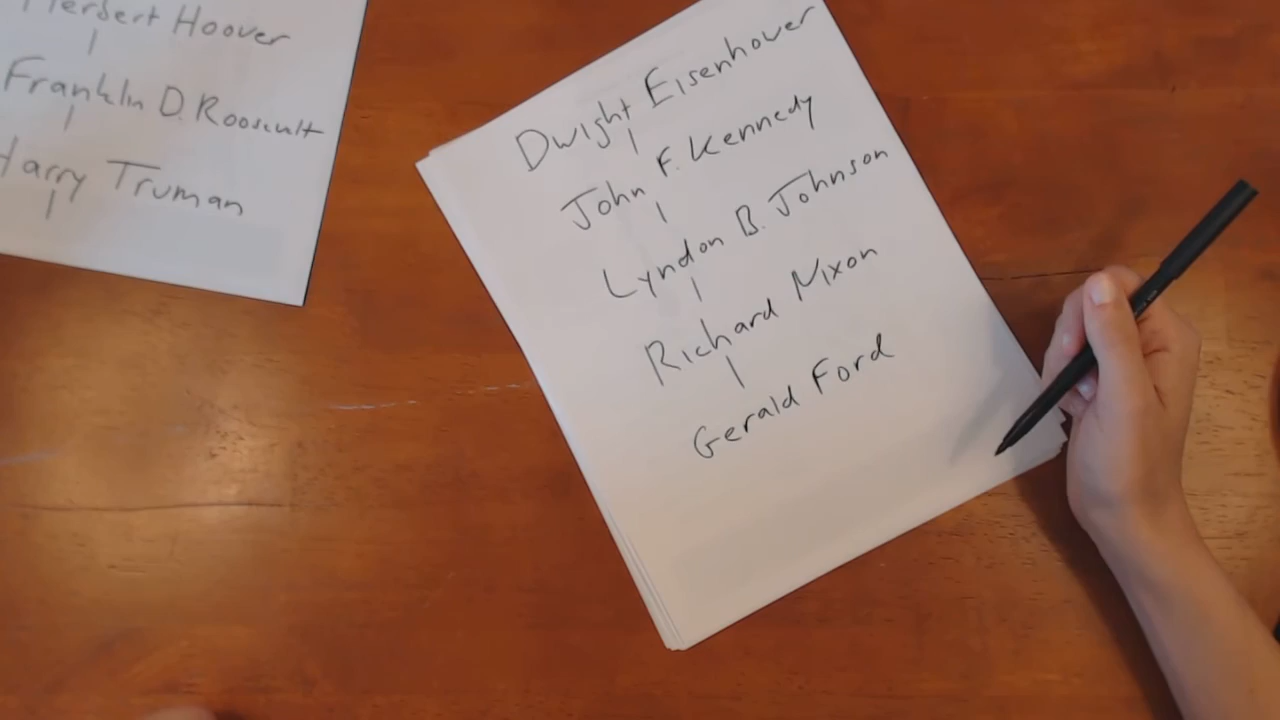 Herbert Hoover
Franklin D. Roosevelt
Harry Truman
Dwight Eisenhower
John F. Kennedy
Lyndon B. Johnson
Richard Nixon
Gerald Ford